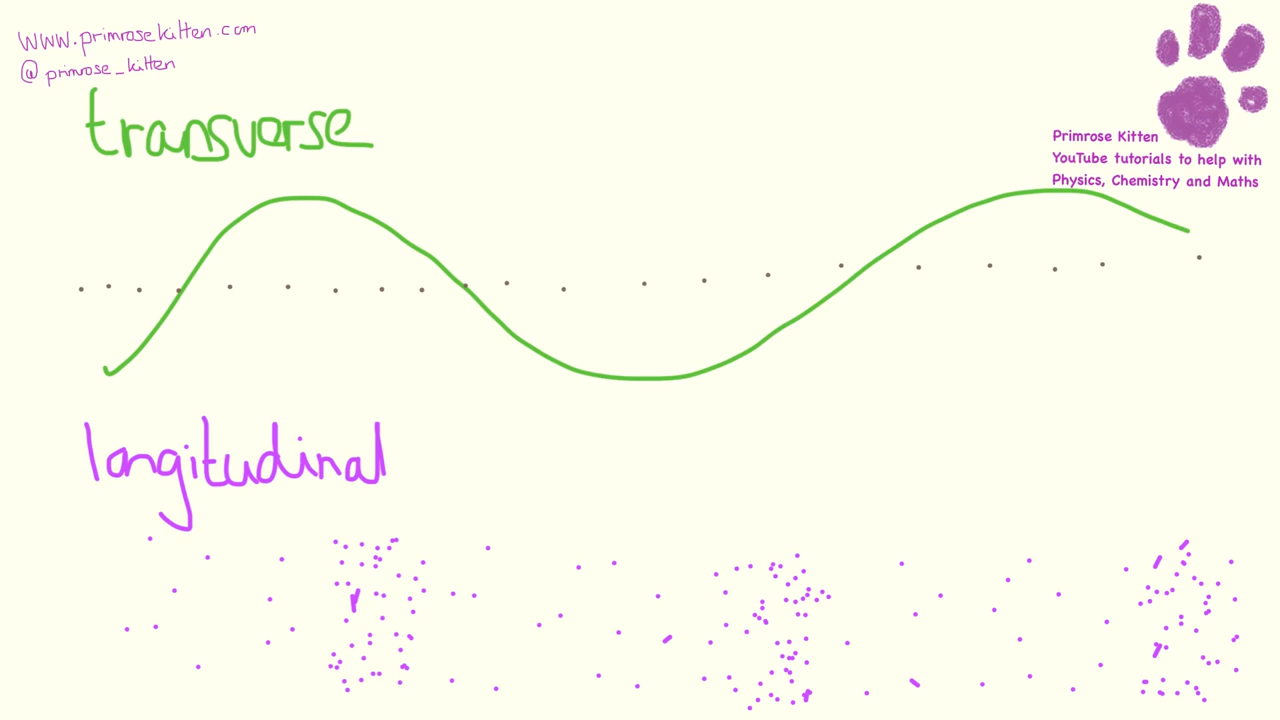 www.primrosekitten.com
@primrose_kitten
transverse
Primrose Kitten
YouTube tutorials to help with
Physics, Chemistry and Maths
longitudinal